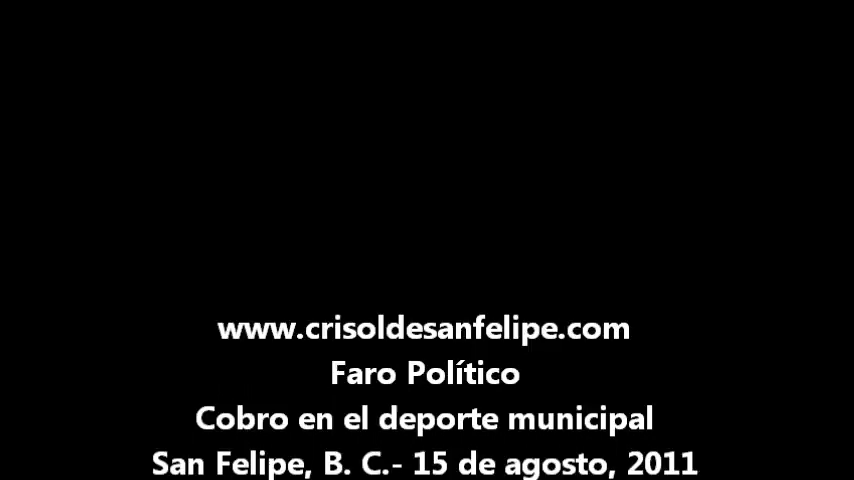 www.crisoldesanfelipe.com
Faro Político
Cobro en el deporte municipal
San Felipe, B. C.- 15 de agosto, 2011